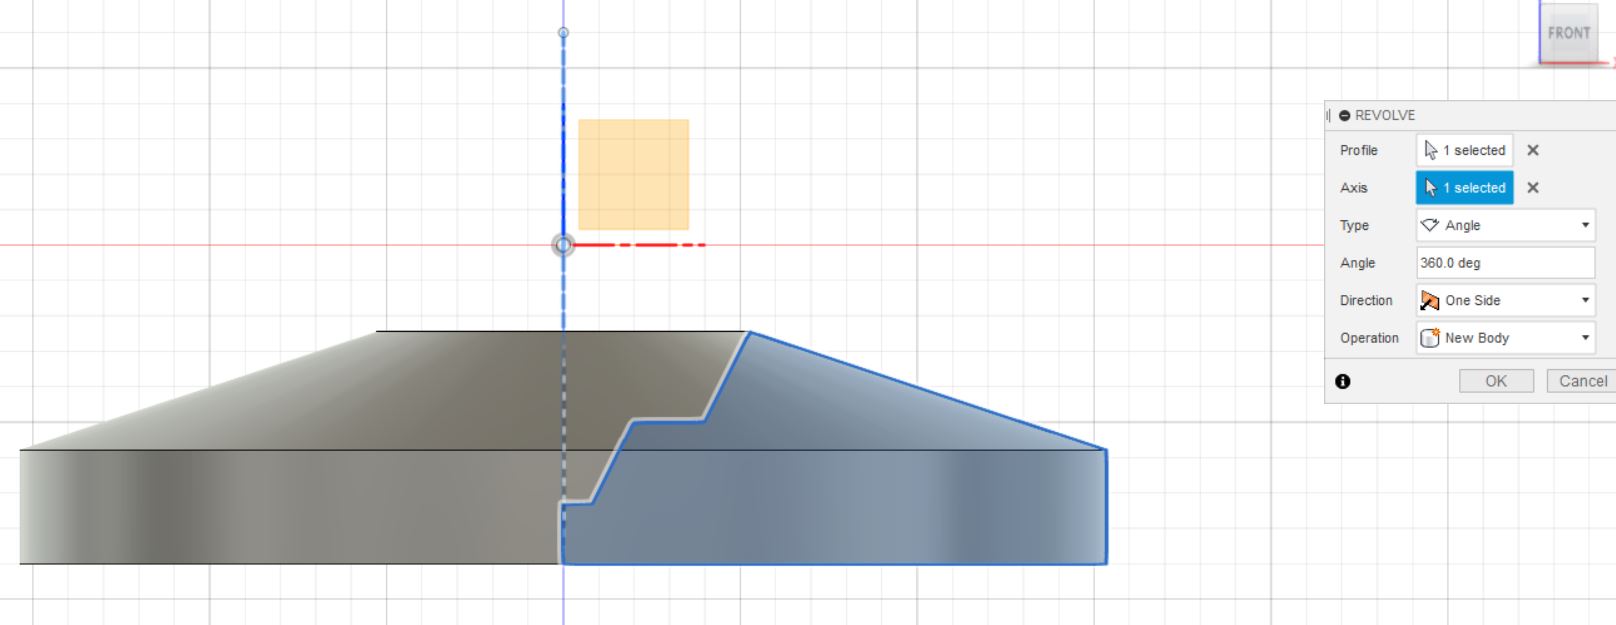 FRONT
REVOLVE
Profile 1 selected
Axis 1 selected
Type Angle
Angle 360.0 deg
Direction One Side
Operation New Body
OK Cancel